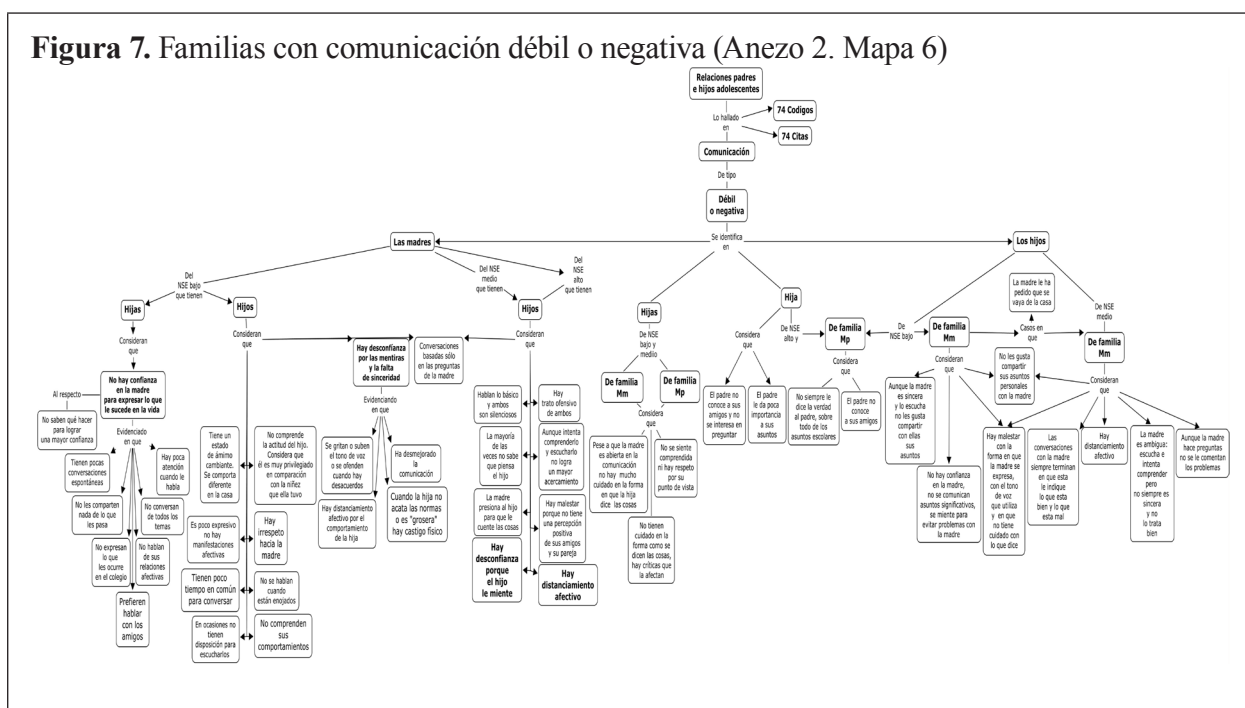 Figura 7. Familias con comunicación débil o negativa (Anezo 2. Mapa 6)
Relaciones padres
e hijos adolescentes
Lo hallado
en
74 Codigos
74 Citas
Comunicación
De tipo
Débil
o negativa
Se identifica
en
Las madres
Los hijos
Del
NSE bajo
que tienen
Del NSE
medio
que tienen
Del
NSE
alto
que tienen
Hijas
Hijos
Hijos
Consideran
que
Consideran
que
Consideran
que
No hay confianza
en la madre
para expresar lo que
le sucede en la vida
Al respecto
No saben qué hacer
para lograr
una mayor confianza
Evidenciado
en que
Tienen pocas
conversaciones
espontáneas
Hay poca
atención
cuando le
habla
No les comparten
nada de lo que
les pasa
No conversan
de todos los
temas
No expresan
lo que
les ocurre
en el colegio
No hablan
de sus
relaciones
afectivas
Prefieren
hablar
con los
amigos
Tiene un
estado
de ámimo
cambiante.
Se comporta
diferente
en la casa
No comprende
la actitud del hijo.
Considera que
él es muy privilegiado
en comparación
con la niñez
que ella tuvo
Es poco expresivo
no hay
manifestaciones
afectivas
Hay
irrespeto
hacia la
madre
Tienen poco
tiempo en común
para conversar
No se hablan
cuando
están enojados
En ocasiones no
tienen
disposición para
escucharlos
No comprenden
sus
comportamientos
Hay desconfianza
por las mentiras
y la falta
de sinceridad
Conversaciones
basadas sólo
en las preguntas
de la madre
Evidenciando
en que
Se gritan o suben
el tono de voz
o se ofenden
cuando hay
desacuerdos
Ha desmejorado
la
comunicación
Hay distanciamiento
afectivo por el
comportamiento
de la hija
Cuando la hija no
acata las normas
o es "grosera"
hay castigo físico
Hablan lo básico
y ambos
son silenciosos
Hay
trato ofensivo
de ambos
La mayoría
de las
veces no sabe
que piensa
el hijo
Aunque intenta
comprenderlo
y escucharlo
no logra
un mayor
acercamiento
La madre
presiona al hijo
para que le
cuente las cosas
Hay malestar
porque no tiene
una percepción
positiva
de sus amigos
y su pareja
Hay
desconfianza
porque
el hijo
le miente
Hay
distanciamiento
afectivo
Hijas
De NSE
bajo y
mediio
De familia
Mm
De familia
Mp
Considera
que
Pese a que la madre
es abierta en la
comunicación
no hay mucho
cuidado en la forma
en que la hija
dice las cosas
No se siente
comprendida
ni hay respeto
por su
punto de vista
No tienen
cuidado en la
forma como se
dicen las cosas,
hay críticas que
la afectan
Hija
Considera
que
De NSE
alto y
El padre no
conoce a sus
amigos y no
se interesa en
preguntar
El padre
le da poca
importancia
a sus
asuntos
De familia
Mp
Considera
que
No siempre
le dice la verdad
al padre, sobre
todo de los
asuntos escolares
El padre no
conoce
a sus amigos
De
NSE bajo
De familia
Mm
Consideran
que
La madre le ha
pedido que se
vaya de la casa
Casos en
que
De NSE
medio
De familia
Mm
Consideran
que
Aunque la madre
es sincera
y lo escucha
no les gusta
compartir
con ellas
sus
asuntos
No les gusta
compartir
sus asuntos
personales
con la madre
No hay confianza
en la madre,
no se comunican
asuntos significativos,
se miente para
evitar problemas con
la madre
Hay malestar
con la
forma en que
la madre se
expresa,
con el tono
de voz
que utiliza
y en que
no tiene
cuidado con
lo que dice
Las
conversaciones
con la madre
siempre terminan
en que esta
le indique
lo que esta
bien y lo que
esta mal
Hay
distanciamiento
afectivo
La madre
es ambigua:
escucha e
intenta
comprender
pero
no siempre es
sincera
y no
lo trata
bien
Aunque la madre
hace preguntas
no se le comentan
los problemas